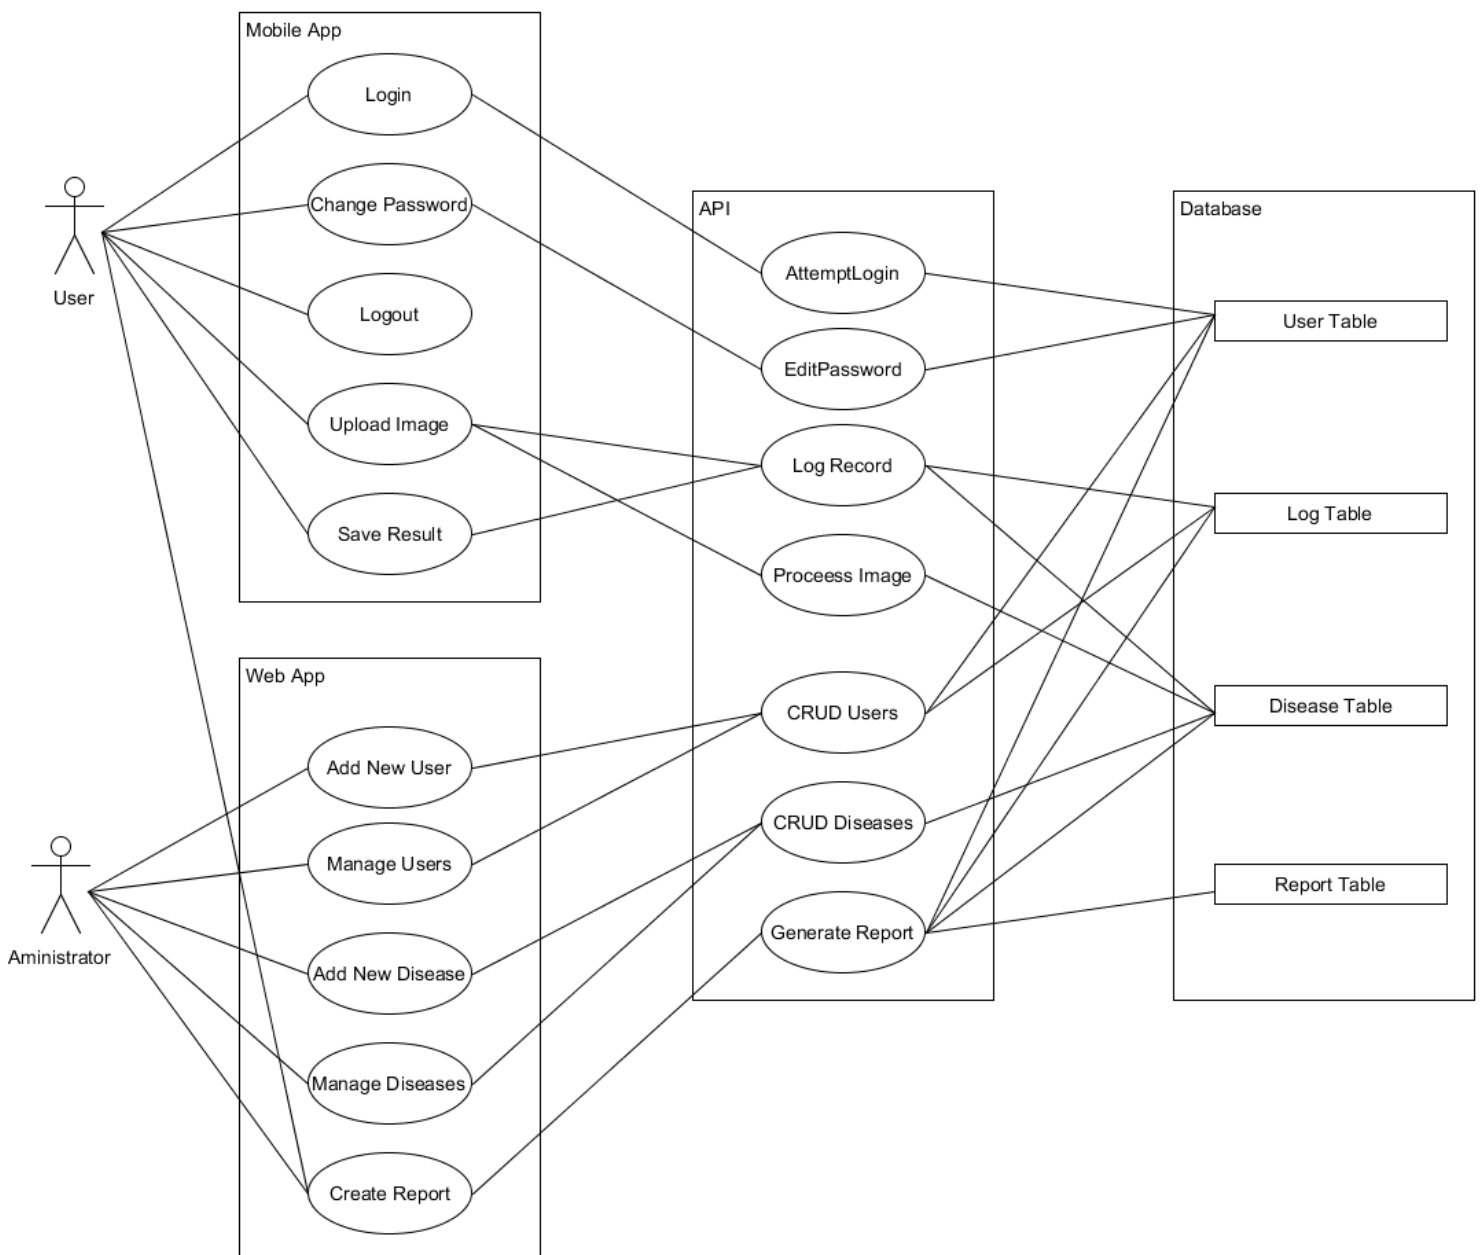 Mobile App
Login
Change Password
Logout
Upload Image
Save Result
User
Web App
Add New User
Manage Users
Add New Disease
Manage Diseases
Create Report
Aministrator
API
AttemptLogin
EditPassword
Log Record
Proceess Image
CRUD Users
CRUD Diseases
Generate Report
Database
User Table
Log Table
Disease Table
Report Table